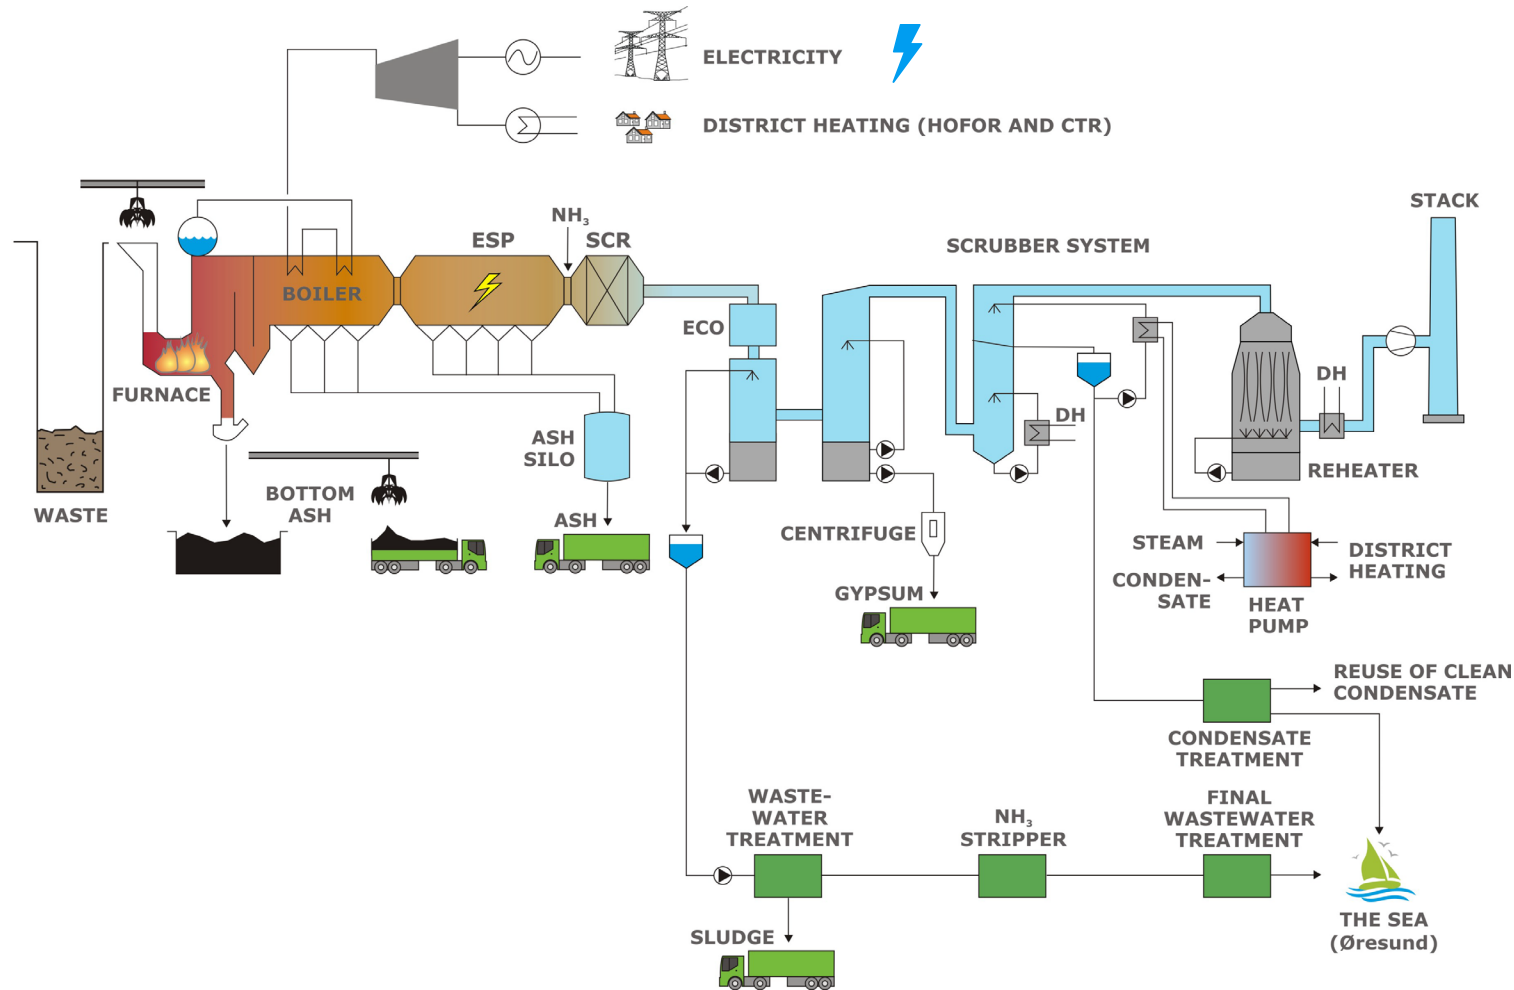 ELECTRICITY
DISTRICT HEATING (HOFOR AND CTR)
STACK
NH₃
ESP
SCR
SCRUBBER SYSTEM
BOILER
ECO
FURNACE
DH
DH
ASH
SILO
REHEATER
WASTE
BOTTOM
ASH
ASH
CENTRIFUGE
STEAM
DISTRICT
HEATING
CONDEN-
SATE
GYPSUM
HEAT
PUMP
REUSE OF CLEAN
CONDENSATE
CONDENSATE
TREATMENT
WASTE-
WATER
TREATMENT
NH₃
STRIPPER
FINAL
WASTEWATER
TREATMENT
THE SEA
(Øresund)
SLUDGE